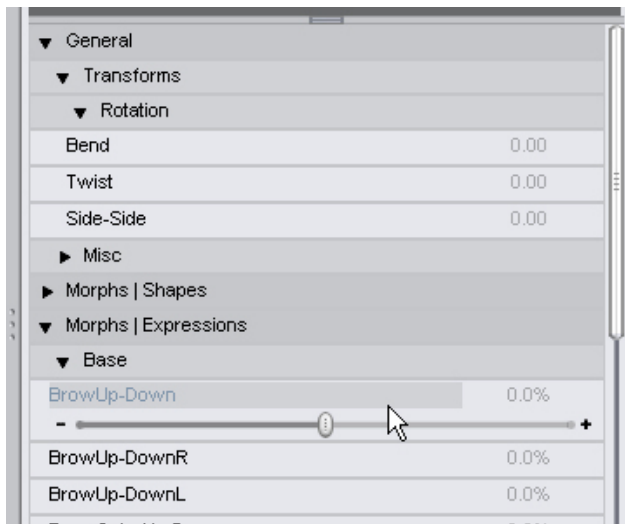 General
Transforms
Rotation
Bend 0.00
Twist 0.00
Side-Side 0.00
Misc
Morphs | Shapes
Morphs | Expressions
Base
BrowUp-Down 0.0%
- +
BrowUp-DownR 0.0%
BrowUp-DownL 0.0%